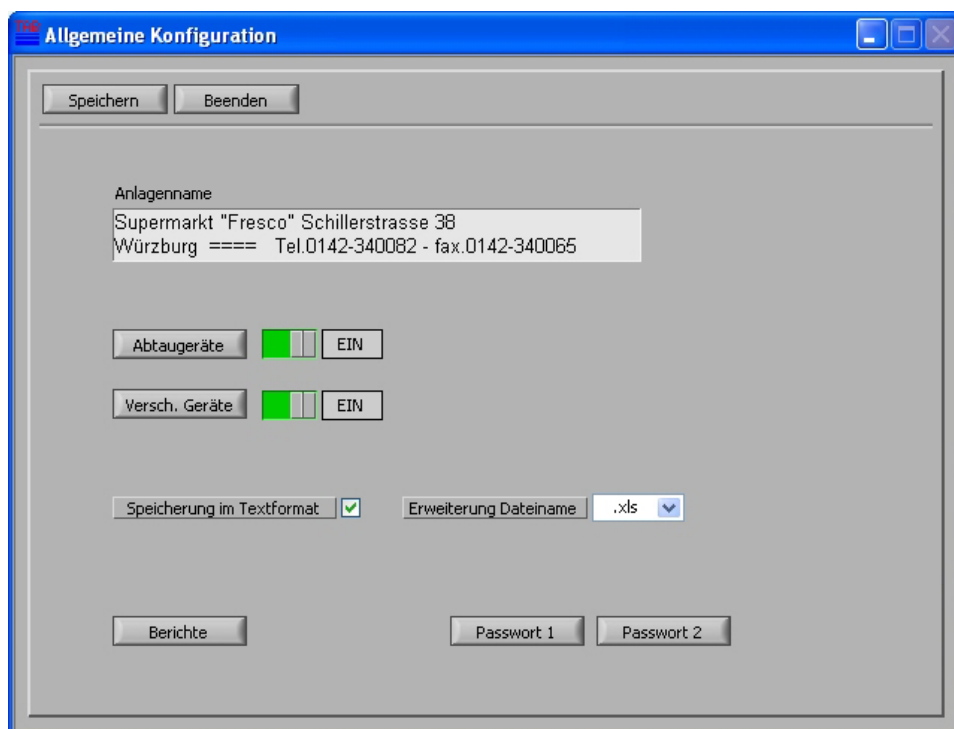 Allgemeine Konfiguration
Speichern Beenden
Anlagenname
Supermarkt "Fresco" Schillerstrasse 38
Würzburg ==== Tel.0142-340082 - fax.0142-340065
Abtaugeräte EIN
Versch. Geräte EIN
Speicherung im Textformat Erweiterung Dateiname .xls
Berichte Passwort 1 Passwort 2